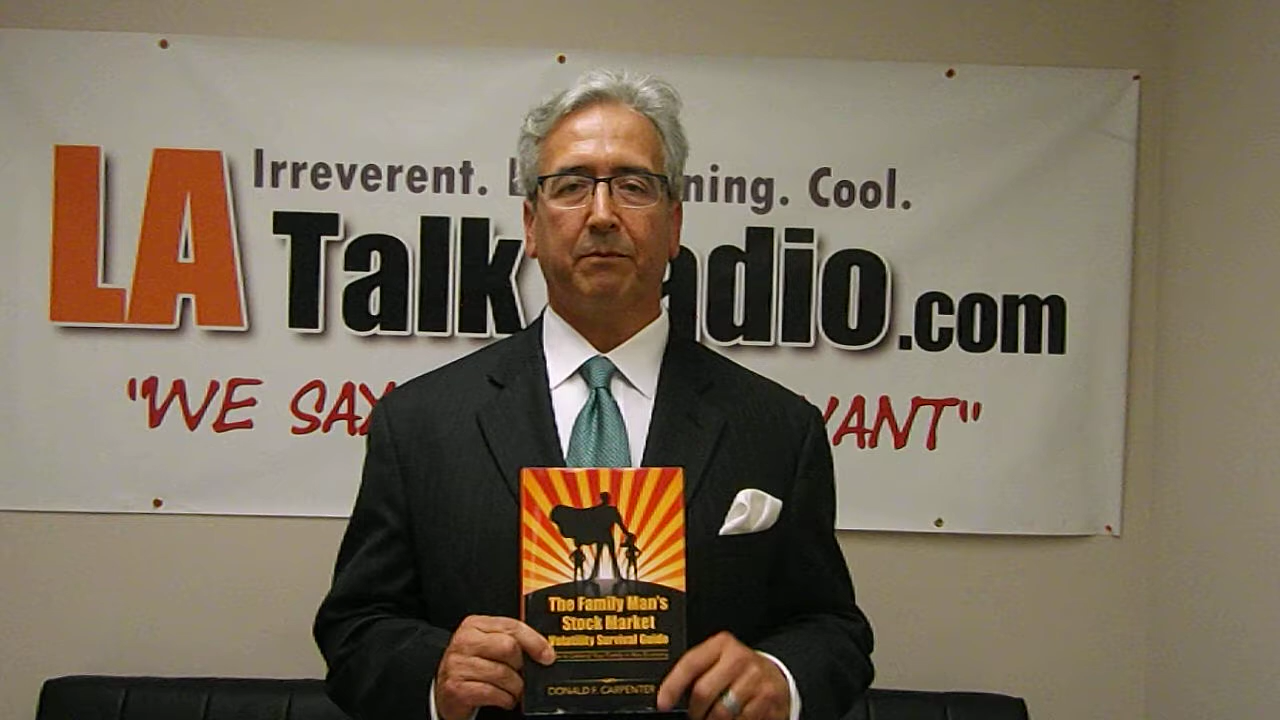 Irreverent. ning. Cool.
LA Talk adio.com
"WE SAY WANT"
The Family Man's
Stock Market
Volatility Survival Guide
DONALD F. CARPENTER